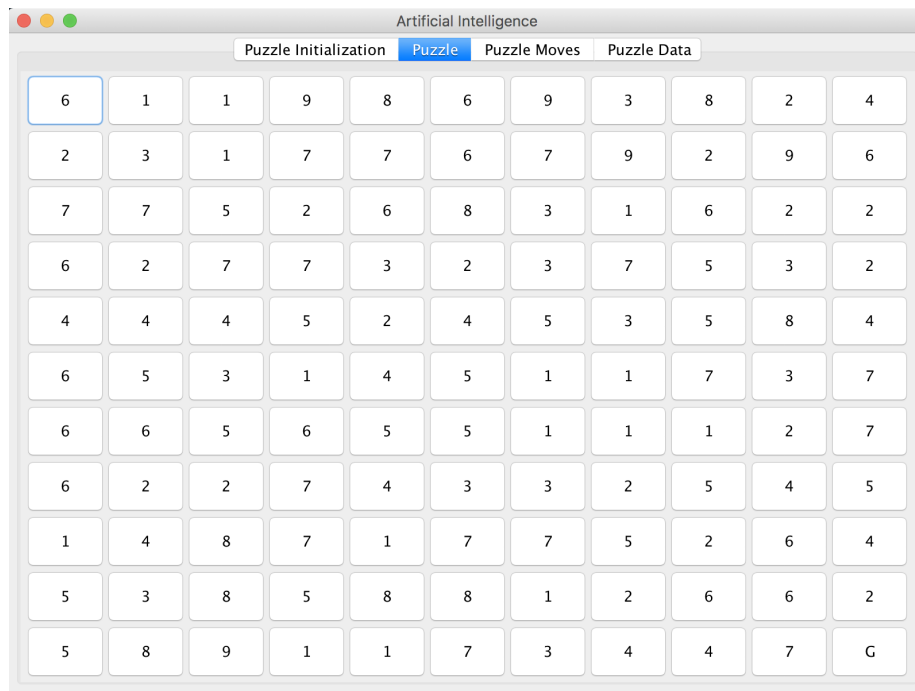 Artificial Intelligence
Puzzle Initialization Puzzle Puzzle Moves Puzzle Data
6 1 1 9 8 6 9 3 8 2 4
2 3 1 7 7 6 7 9 2 9 6
7 7 5 2 6 8 3 1 6 2 2
6 2 7 7 3 2 3 7 5 3 2
4 4 4 5 2 4 5 3 5 8 4
6 5 3 1 4 5 1 1 7 3 7
6 6 5 6 5 5 1 1 1 2 7
6 2 2 7 4 3 3 2 5 4 5
1 4 8 7 1 7 7 5 2 6 4
5 3 8 5 8 8 1 2 6 6 2
5 8 9 1 1 7 3 4 4 7 G